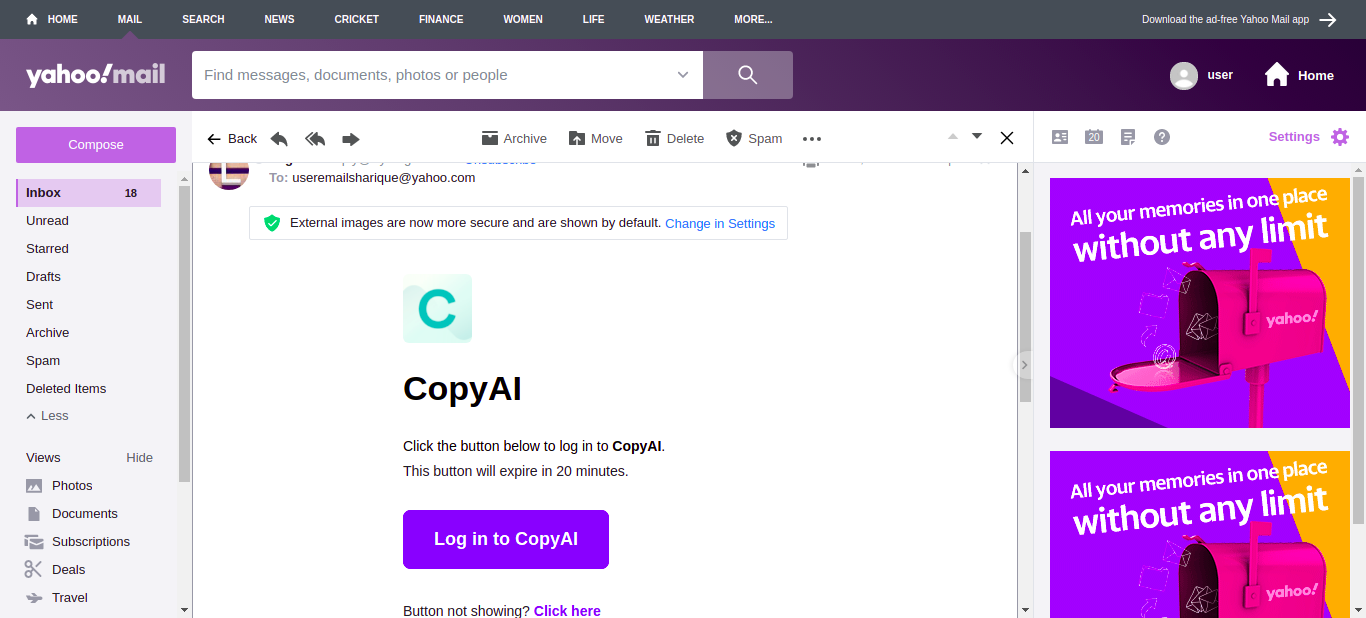 HOME MAIL SEARCH NEWS CRICKET FINANCE WOMEN LIFE WEATHER MORE...
Download the ad-free Yahoo Mail app
yahoo!mail
Find messages, documents, photos or people
user
Home
Compose
Back
Archive Move Delete Spam
20
Settings
To: useremailsharique@yahoo.com
Inbox 18
Unread
Starred
Drafts
Sent
Archive
Spam
Deleted Items
Less
Views Hide
Photos
Documents
Subscriptions
Deals
Travel
External images are now more secure and are shown by default. Change in Settings
C
CopyAI
Click the button below to log in to CopyAI.
This button will expire in 20 minutes.
Log in to CopyAI
Button not showing? Click here
All your memories in one place
without any limit
yahoo!
All your memories in one place
without any limit
yahoo!